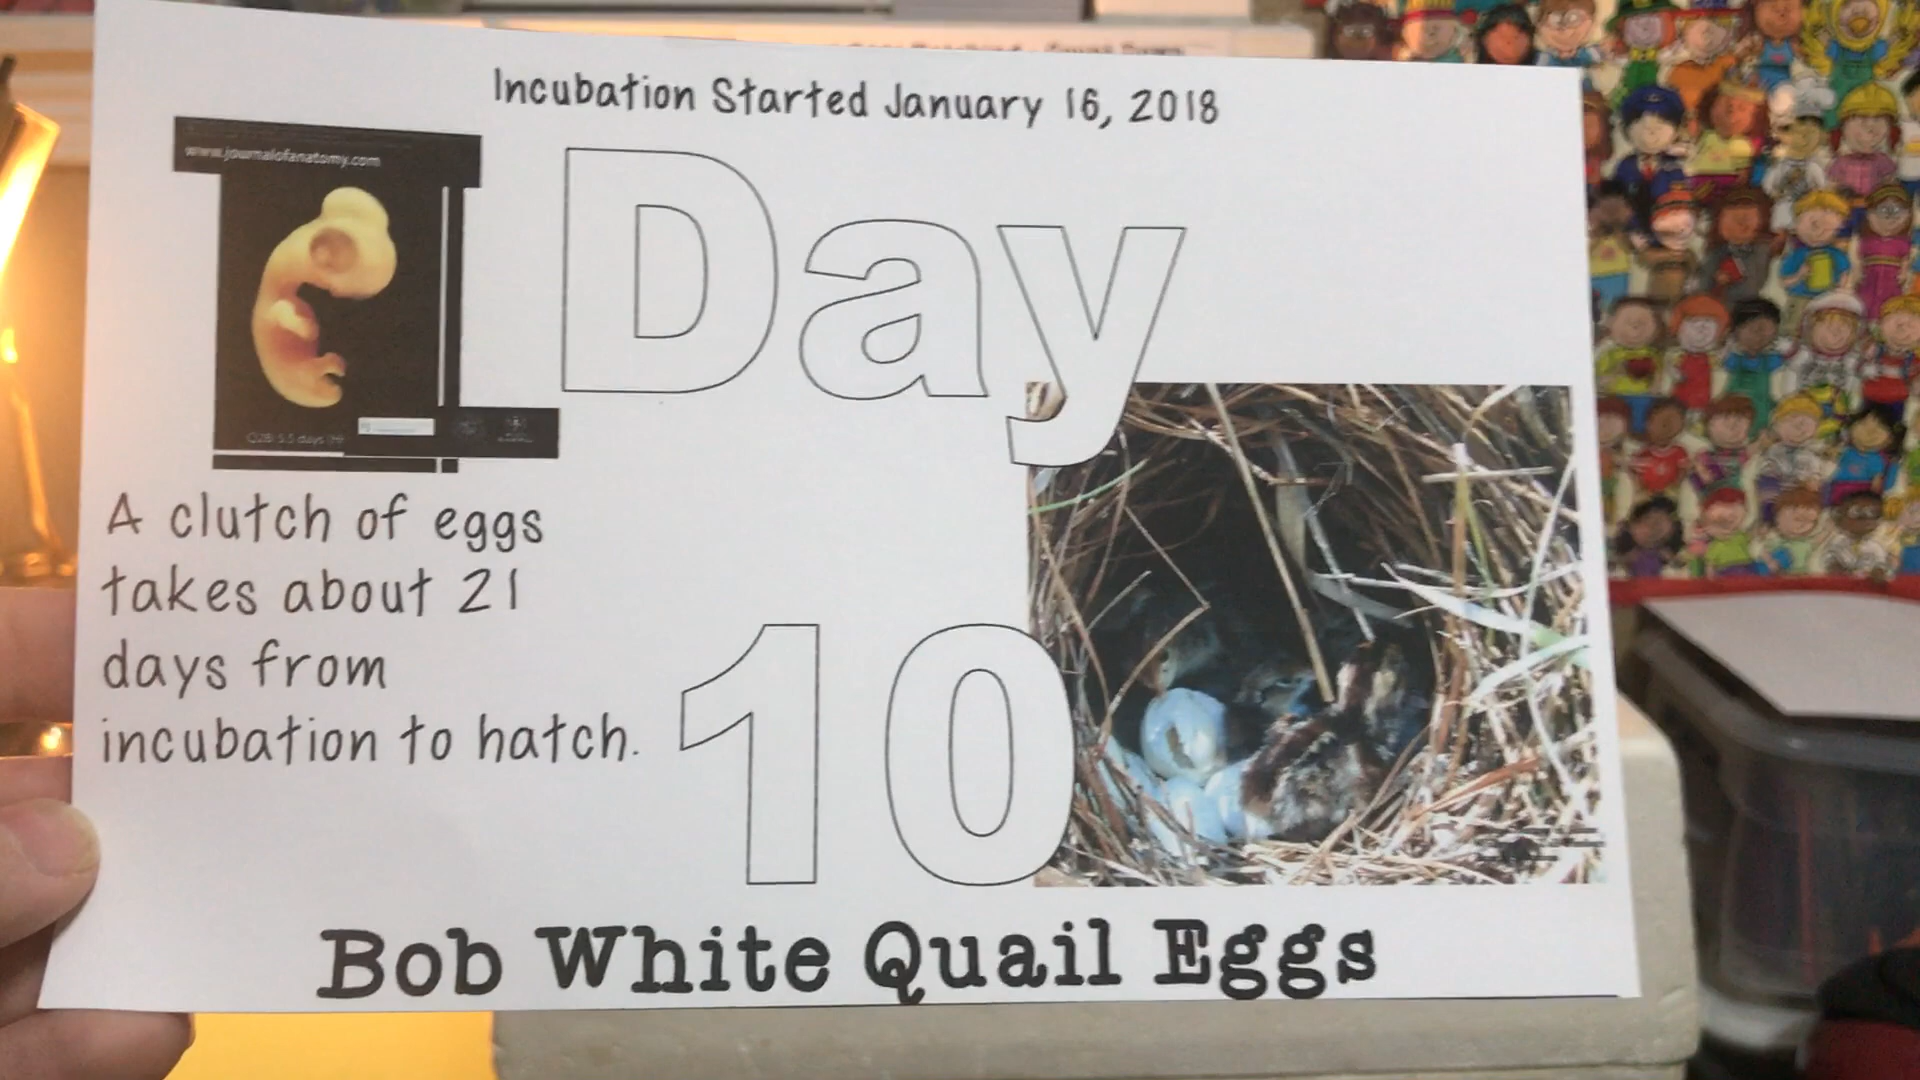 Incubation Started January 16, 2018
www.journalofanatomy.com
Day
A clutch of eggs
takes about 21
days from
incubation to hatch.
10
Bob White Quail Eggs